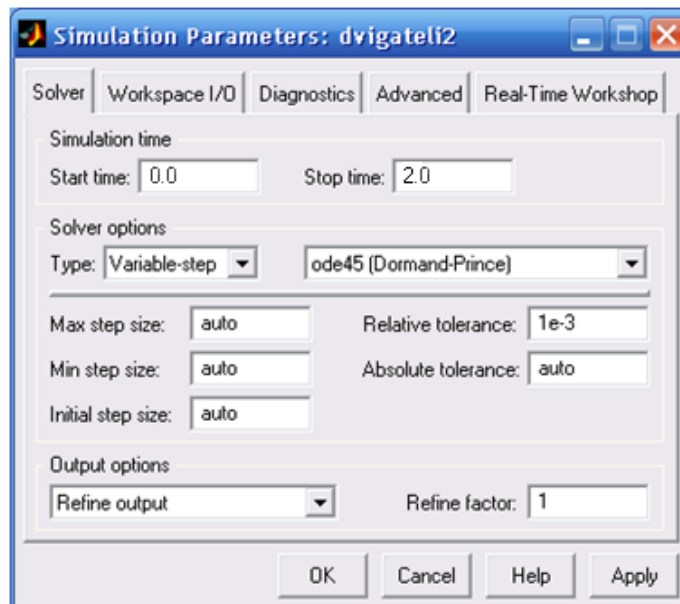 Simulation Parameters: dvigateli2
Solver Workspace I/O Diagnostics Advanced Real-Time Workshop
Simulation time
Start time: 0.0 Stop time: 2.0
Solver options
Type: Variable-step ode45 (Dormand-Prince)
Max step size: auto Relative tolerance: 1e-3
Min step size: auto Absolute tolerance: auto
Initial step size: auto
Output options
Refine output Refine factor: 1
OK Cancel Help Apply